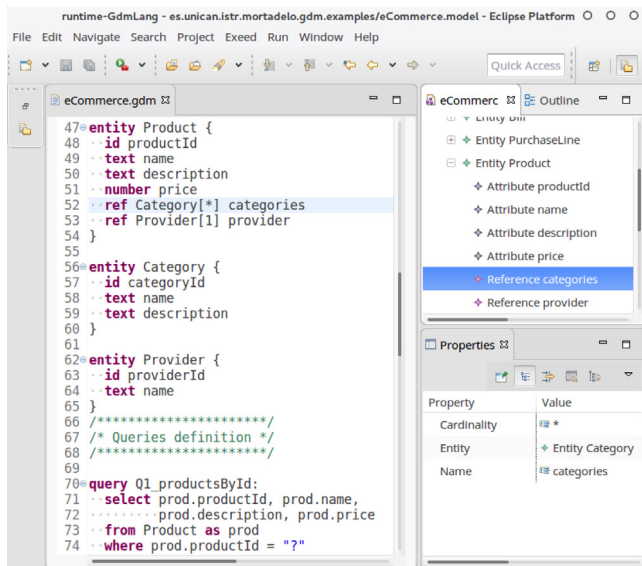 runtime-GdmLang - es.unican.istr.mortadelo.gdm.examples/eCommerce.model - Eclipse Platform
File Edit Navigate Search Project Exeed Run Window Help
Quick Access
eCommerce.gdm
47 entity Product {
48 id productId
49 text name
50 text description
51 number price
52 ref Category[*] categories
53 ref Provider[1] provider
54 }
55
56 entity Category {
57 id categoryId
58 text name
59 text description
60 }
61
62 entity Provider {
63 id providerId
64 text name
65 }
66 /**********************/
67 /* Queries definition */
68 /**********************/
69
70 query Q1_productsById:
71 select prod.productId, prod.name,
72 prod.description, prod.price
73 from Product as prod
74 where prod.productId = "?"
eCommerc
Outline
Entity Bill
Entity PurchaseLine
Entity Product
Attribute productId
Attribute name
Attribute description
Attribute price
Reference categories
Reference provider
Properties
Property Value
Cardinality *
Entity Entity Category
Name categories